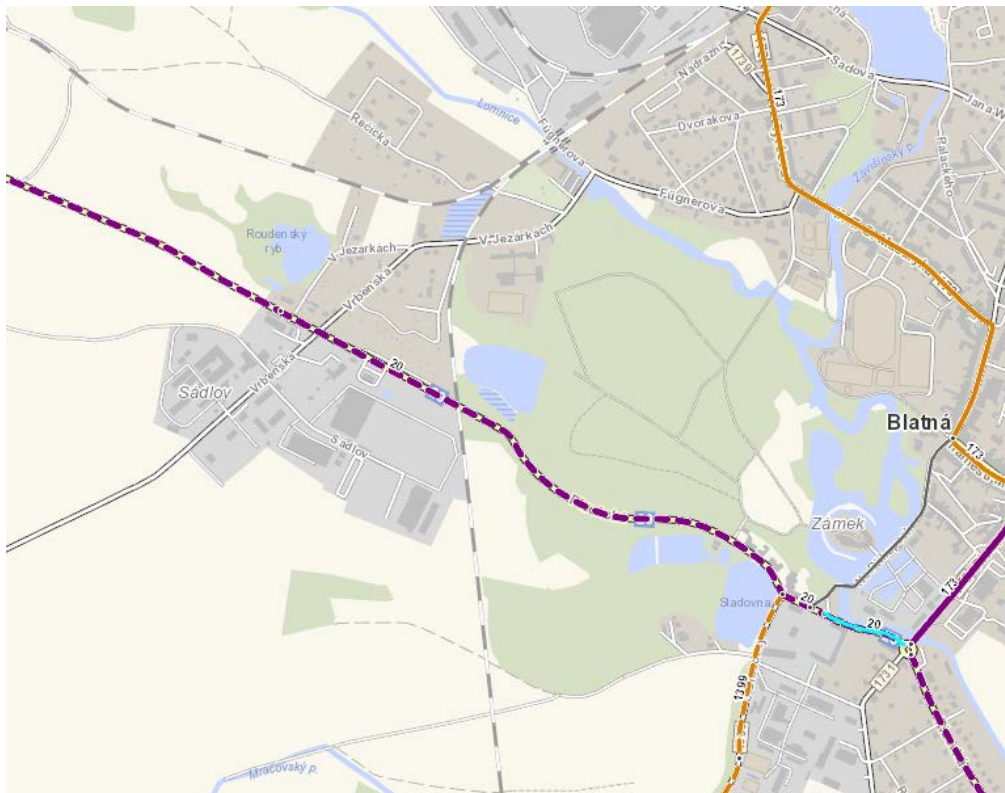 Sadova
Jana W
Nádražní
1739
173
Dvořákova
Závišínský p.
Palackého
Lomnice
Řečická
Fügnerova
Fügnerova
Roudenský
ryb.
V Jezárkách
V Jezárkách
Vrbenská
Vrbenská
20
Sádlov
Sádlov
Blatná
173
Zámek
173
Sladovna
20
20
1731
1399
Mračovský p.